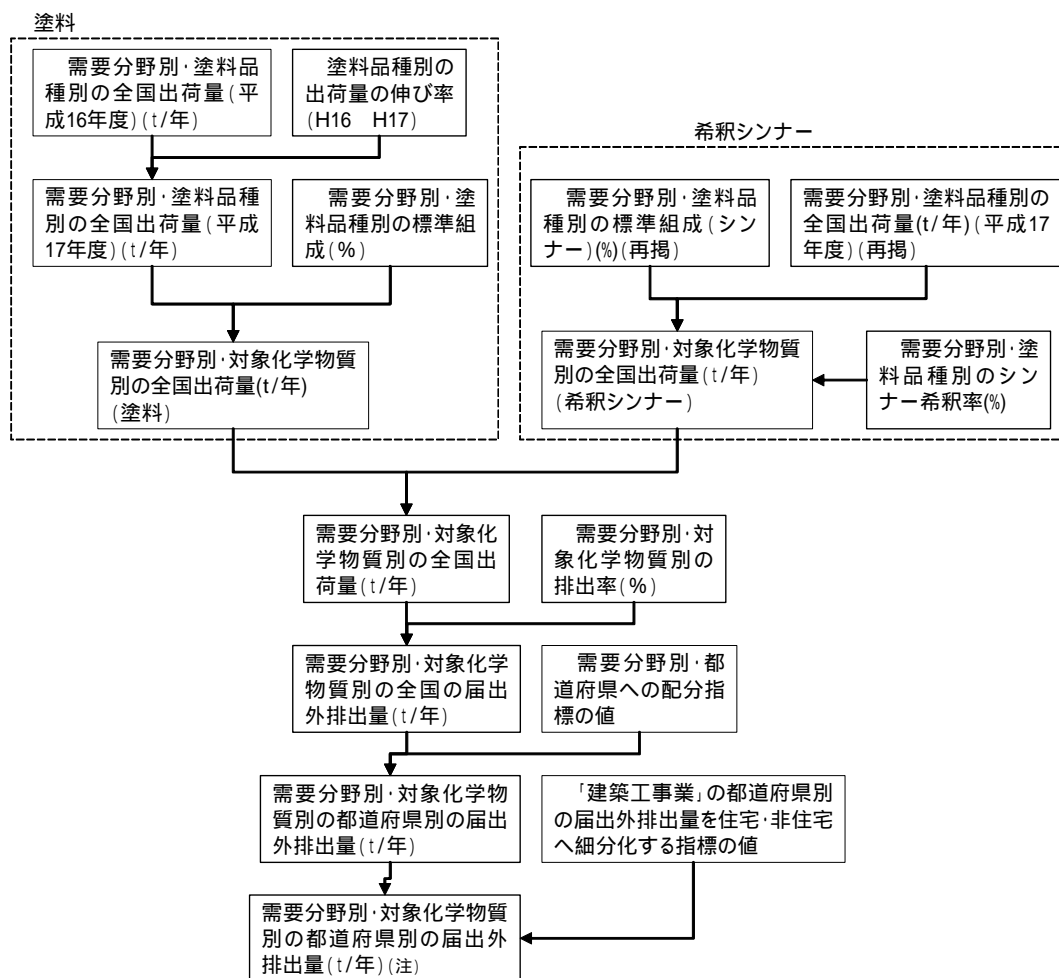 塗料
需要分野別・塗料品
種別の全国出荷量(平
成16年度)(t/年)
塗料品種別の
出荷量の伸び率
(H16 H17)
需要分野別・塗料品種
別の全国出荷量(平成
17年度)(t/年)
需要分野別・塗
料品種別の標準組
成(%)
需要分野別・対象化学物質
別の全国出荷量(t/年)
(塗料)
希釈シンナー
需要分野別・塗料品
種別の標準組成(シン
ナー)(%)(再掲)
需要分野別・塗料品種別の
全国出荷量(t/年)(平成17
年度)(再掲)
需要分野別・対象化学物質
別の全国出荷量(t/年)
(希釈シンナー)
需要分野別・塗
料品種別のシン
ナー希釈率(%)
需要分野別・対象化
学物質別の全国出
荷量(t/年)
需要分野別・対
象化学物質別の
排出率(%)
需要分野別・対象化学
物質別の全国の届出
外排出量(t/年)
需要分野別・都
道府県への配分指
標の値
需要分野別・対象化学物
質別の都道府県別の届出
外排出量(t/年)
「建築工事業」の都道府県別
の届出外排出量を住宅・非住宅
へ細分化する指標の値
需要分野別・対象化学物質
別の都道府県別の届出外
排出量(t/年)(注)